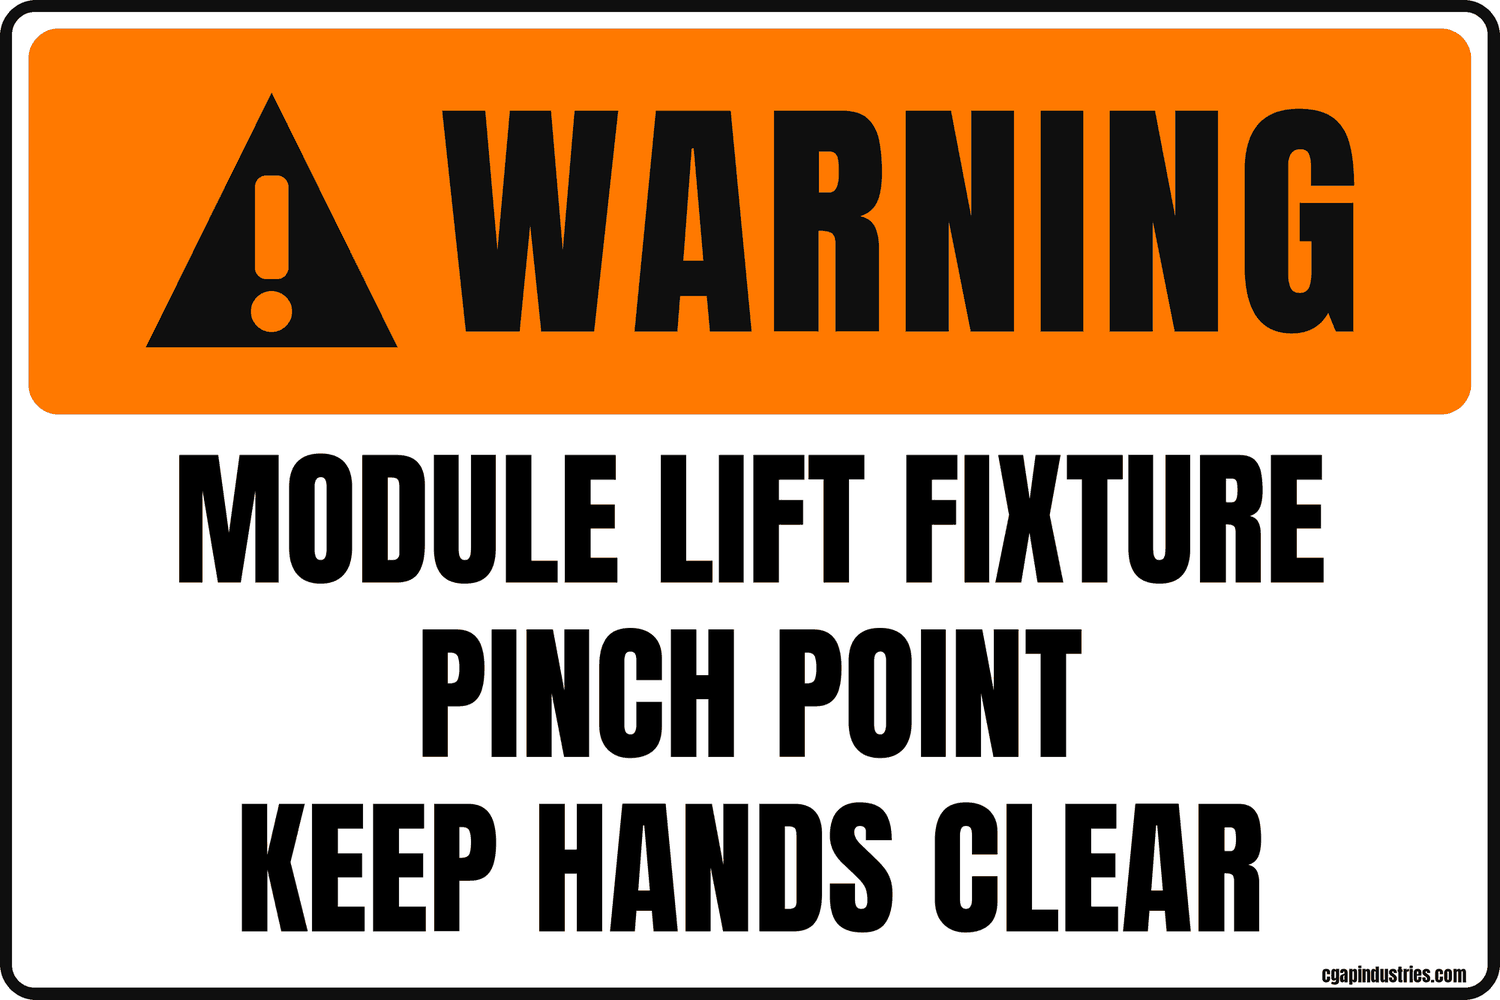 WARNING
MODULE LIFT FIXTURE
PINCH POINT
KEEP HANDS CLEAR
cgapindustries.com